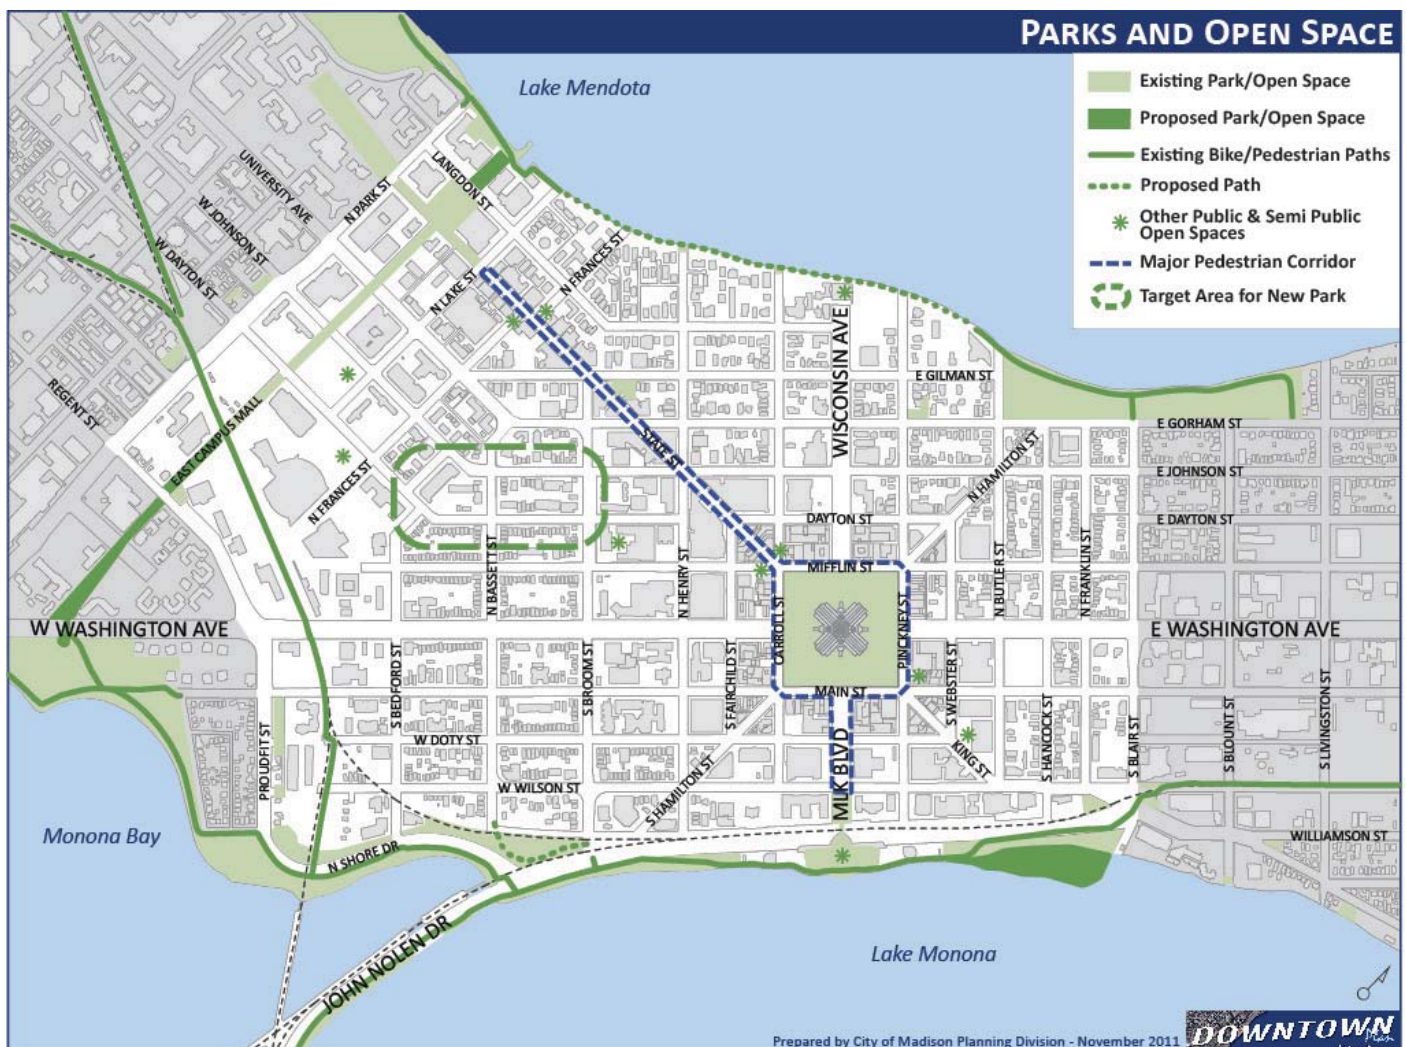 PARKS AND OPEN SPACE
Existing Park/Open Space
Proposed Park/Open Space
Existing Bike/Pedestrian Paths
Proposed Path
Other Public & Semi Public
Open Spaces
Major Pedestrian Corridor
Target Area for New Park
Lake Mendota
UNIVERSITY AVE
LANGDON ST
N PARK ST
W JOHNSON ST
W DAYTON ST
N FRANCES ST
N LAKE ST
WISCONSIN AVE
E GILMAN ST
REGENT ST
EAST CAMPUS MALL
STATE ST
E GORHAM ST
N HAMILTON ST
E JOHNSON ST
N FRANCES ST
DAYTON ST
E DAYTON ST
N BASSETT ST
N HENRY ST
MIFFLIN ST
N BUTLER ST
N FRANKLIN ST
CARROLL ST
PINCKNEY ST
W WASHINGTON AVE
E WASHINGTON AVE
S BEDFORD ST
S BROOM ST
S FAIRCHILD ST
MAIN ST
S WEBSTER ST
PROUDFIT ST
W DOTY ST
MLK BLVD
KING ST
S HANCOCK ST
S BLAIR ST
S BLOUNT ST
S LIVINGSTON ST
W WILSON ST
S HAMILTON ST
Monona Bay
N SHORE DR
WILLIAMSON ST
JOHN NOLEN DR
Lake Monona
Prepared by City of Madison Planning Division - November 2011
DOWNTOWN
Plan